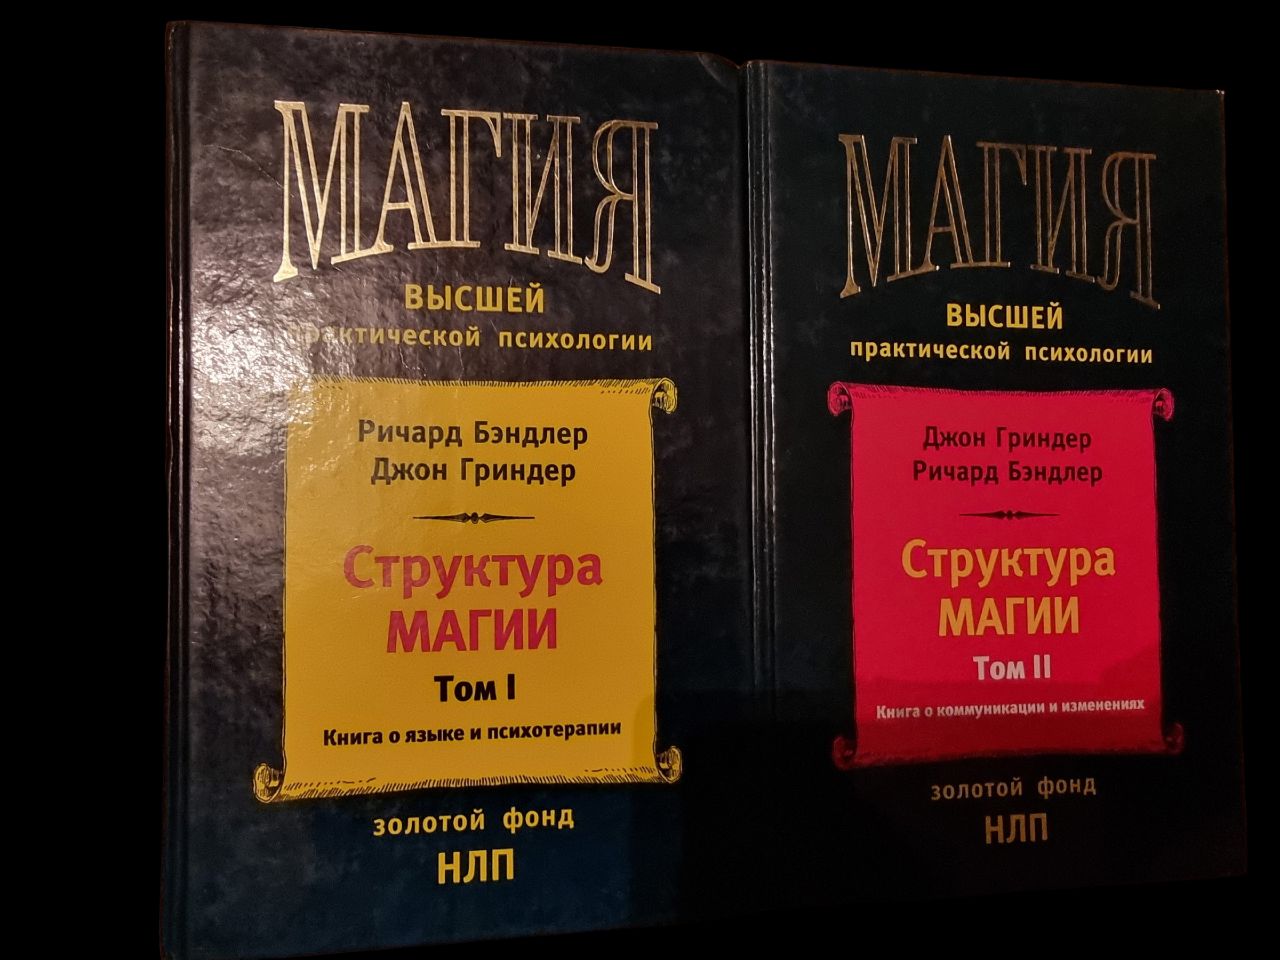 МАГИЯ
ВЫСШЕЙ
практической психологии
Ричард Бэндлер
Джон Гриндер
Структура
МАГИИ
Том I
Книга о языке и психотерапии
золотой фонд
НЛП
МАГИЯ
ВЫСШЕЙ
практической психологии
Джон Гриндер
Ричард Бэндлер
Структура
МАГИИ
Том II
Книга о коммуникации и изменениях
золотой фонд
НЛП